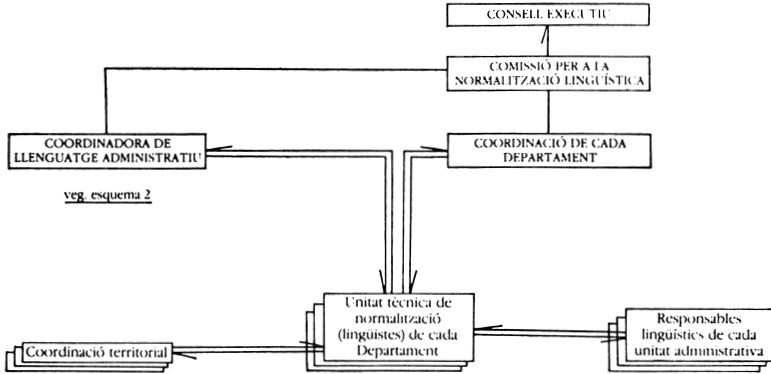 CONSELL EXECUTIU
COMISSIÓ PER A LA
NORMALITZACIÓ LINGÜÍSTICA
COORDINADORA DE
LLENGUATGE ADMINISTRATIU
COORDINACIÓ DE CADA
DEPARTAMENT
veg. esquema 2
Unitat tècnica de
normalització
(lingüistes) de cada
Departament
Coordinació territorial
Responsables
lingüístics de cada
unitat administrativa